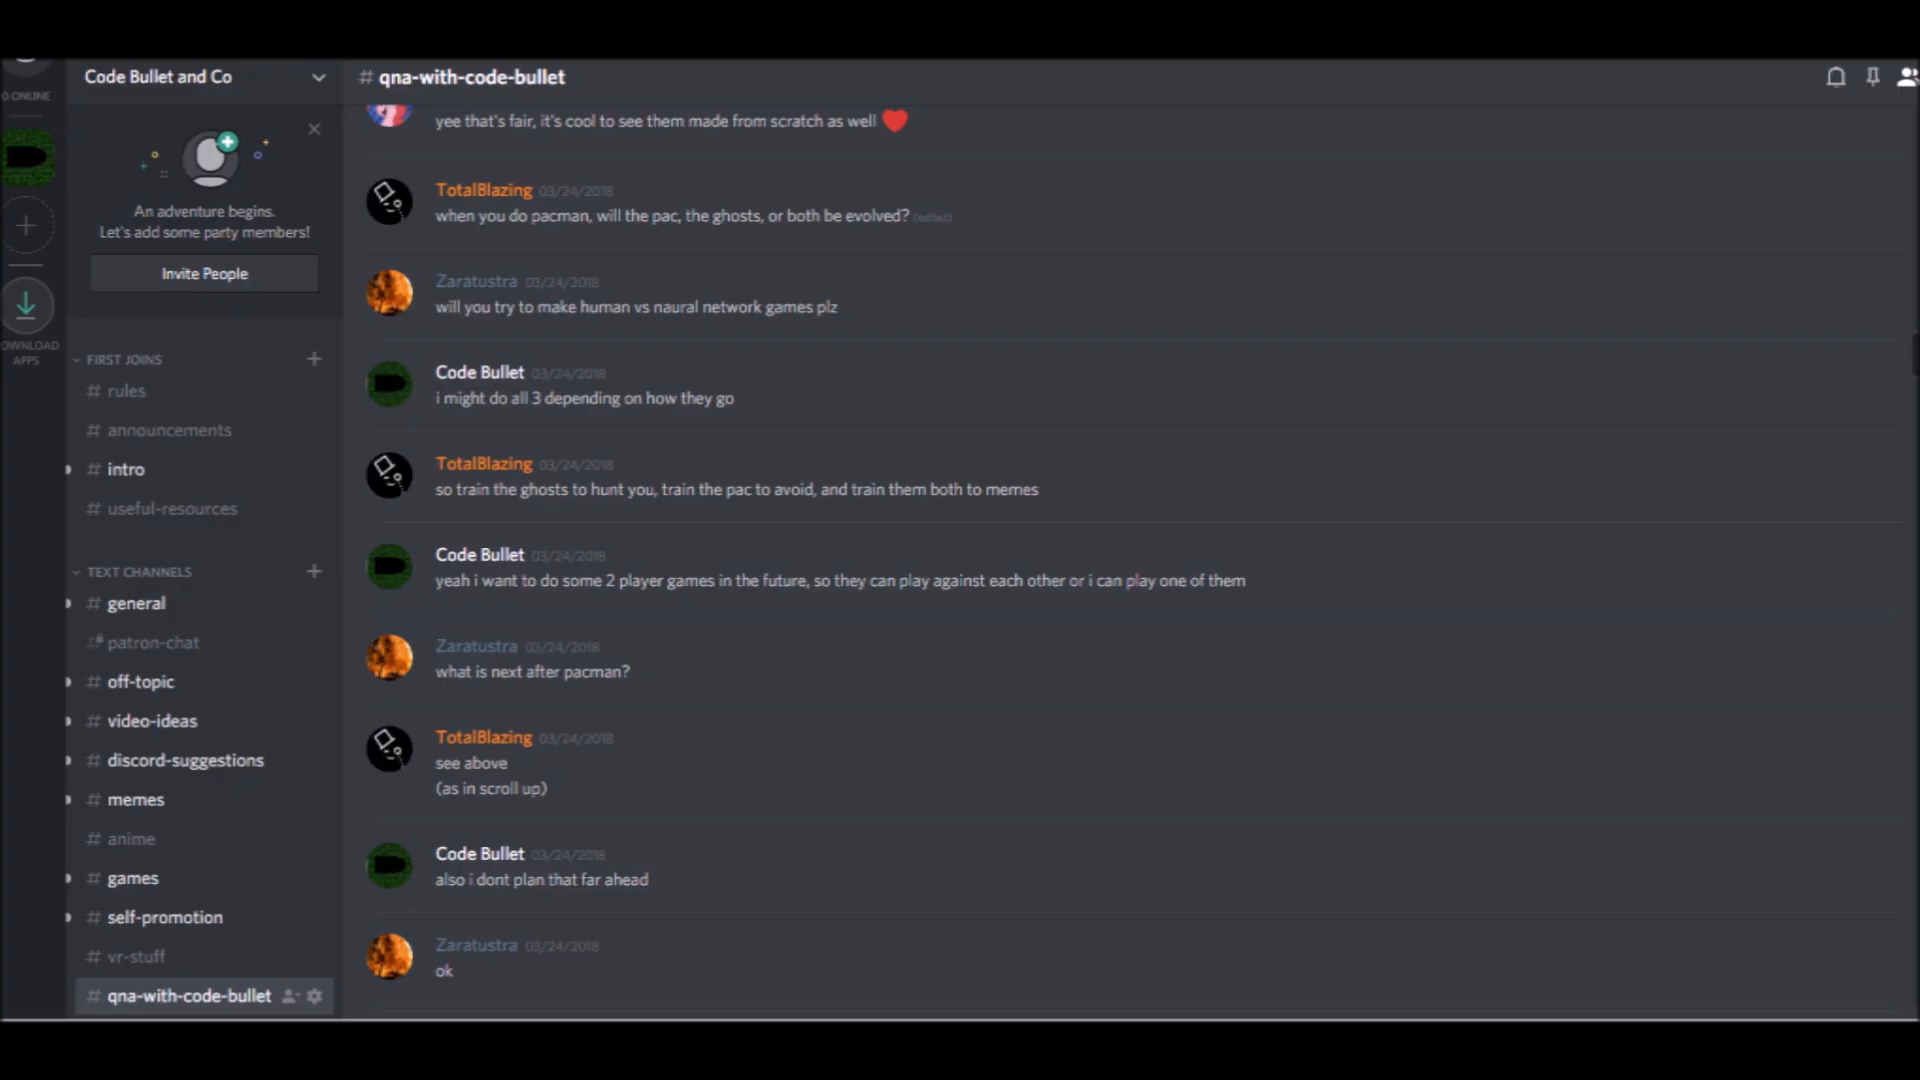 Code Bullet and Co
# qna-with-code-bullet
0 ONLINE
An adventure begins.
Let's add some party members!
Invite People
OWNLOAD
APPS
FIRST JOINS
# rules
# announcements
# intro
# useful-resources
TEXT CHANNELS
# general
patron-chat
# off-topic
# video-ideas
# discord-suggestions
# memes
# anime
# games
# self-promotion
# vr-stuff
# qna-with-code-bullet
yee that's fair, it's cool to see them made from scratch as well
TotalBlazing 03/24/2018
when you do pacman, will the pac, the ghosts, or both be evolved? (edited)
Zaratustra 03/24/2018
will you try to make human vs naural network games plz
Code Bullet 03/24/2018
i might do all 3 depending on how they go
TotalBlazing 03/24/2018
so train the ghosts to hunt you, train the pac to avoid, and train them both to memes
Code Bullet 03/24/2018
yeah i want to do some 2 player games in the future, so they can play against each other or i can play one of them
Zaratustra 03/24/2018
what is next after pacman?
TotalBlazing 03/24/2018
see above
(as in scroll up)
Code Bullet 03/24/2018
also i dont plan that far ahead
Zaratustra 03/24/2018
ok